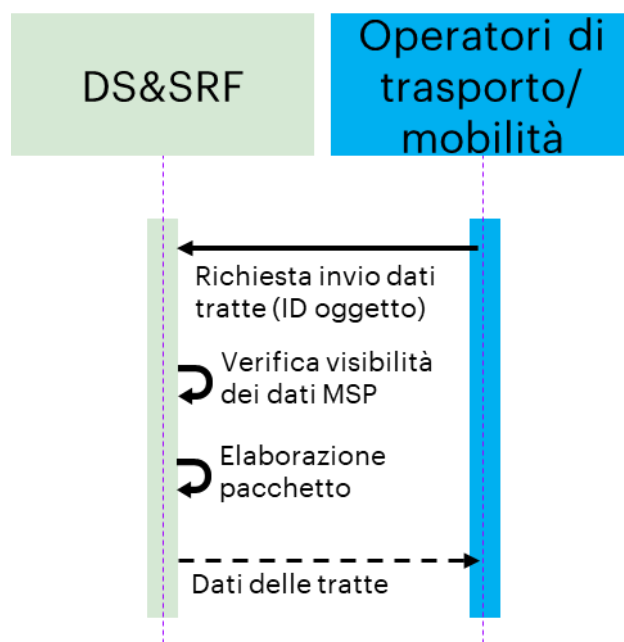 DS&SRF
Operatori di
trasporto/
mobilità
Richiesta invio dati
tratte (ID oggetto)
Verifica visibilità
dei dati MSP
Elaborazione
pacchetto
Dati delle tratte